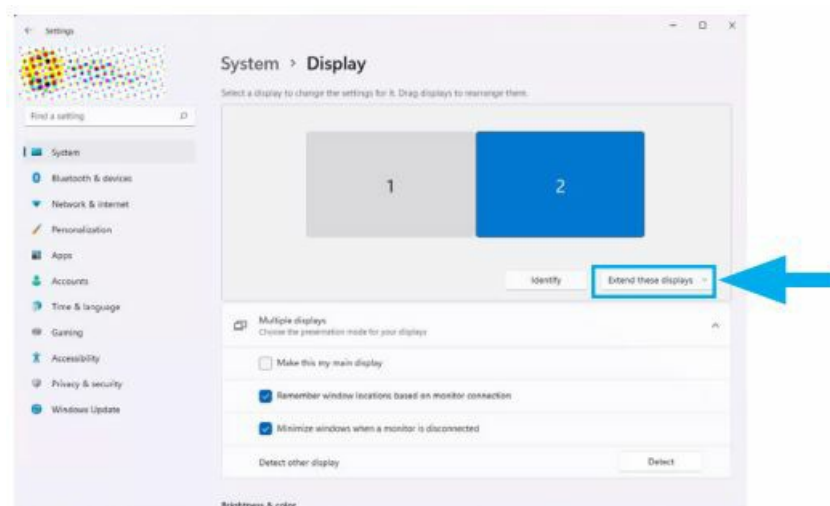 Settings
System > Display
Select a display to change the settings for it. Drag displays to rearrange them.
Find a setting
1
2
System
Bluetooth & devices
Network & internet
Personalization
Apps
Accounts
Time & language
Gaming
Accessibility
Privacy & security
Windows Update
Identify
Extend these displays
Multiple displays
Choose the presentation mode for your displays
Make this my main display
Remember window locations based on monitor connection
Minimize windows when a monitor is disconnected
Detect other display
Detect
Brightness & color